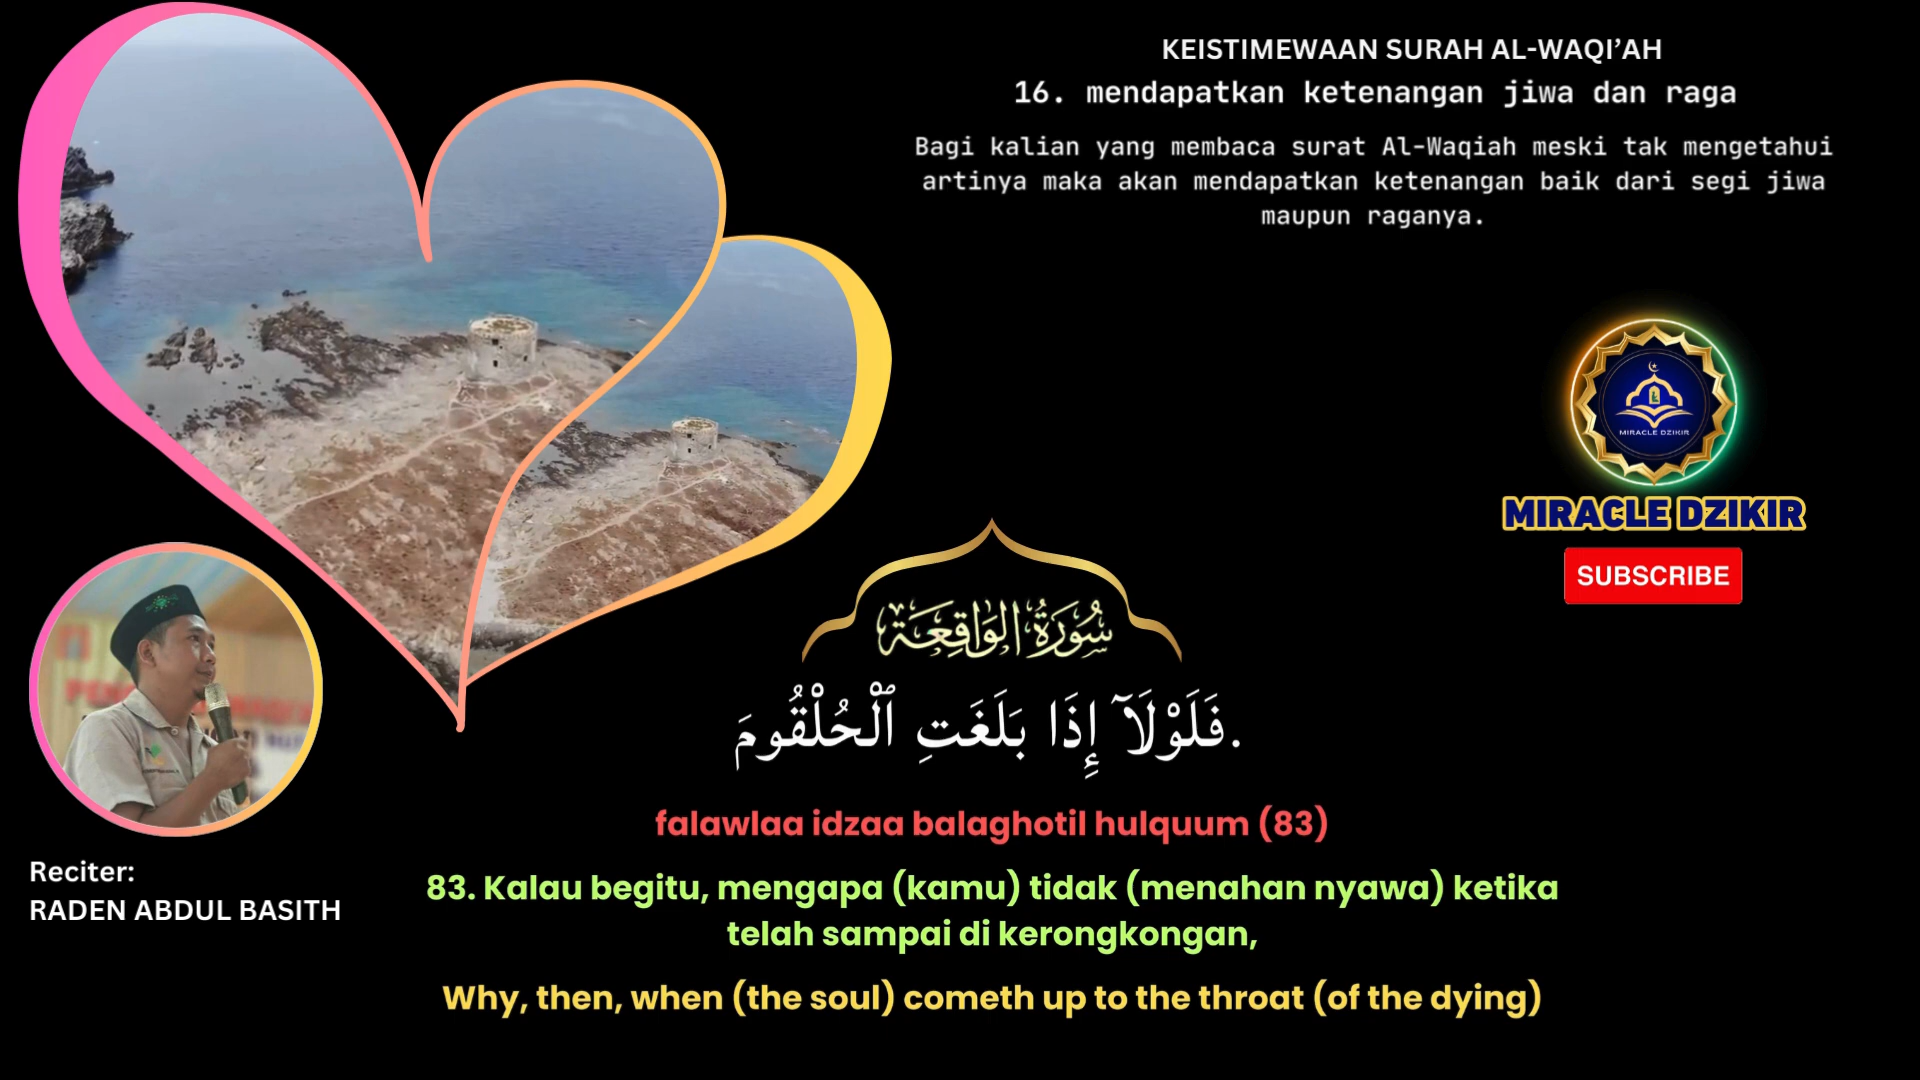 KEISTIMEWAAN SURAH AL-WAQI’AH
16. mendapatkan ketenangan jiwa dan raga
Bagi kalian yang membaca surat Al-Waqiah meski tak mengetahui
artinya maka akan mendapatkan ketenangan baik dari segi jiwa
maupun raganya.
MIRACLE DZIKIR
MIRACLE DZIKIR
SUBSCRIBE
سُورَةُ الوَاقِعَة
فَلَوْلَآ إِذَا بَلَغَتِ ٱلْحُلْقُومَ.
falawlaa idzaa balaghotil hulquum (83)
83. Kalau begitu, mengapa (kamu) tidak (menahan nyawa) ketika
telah sampai di kerongkongan,
Why, then, when (the soul) cometh up to the throat (of the dying)
Reciter:
RADEN ABDUL BASITH